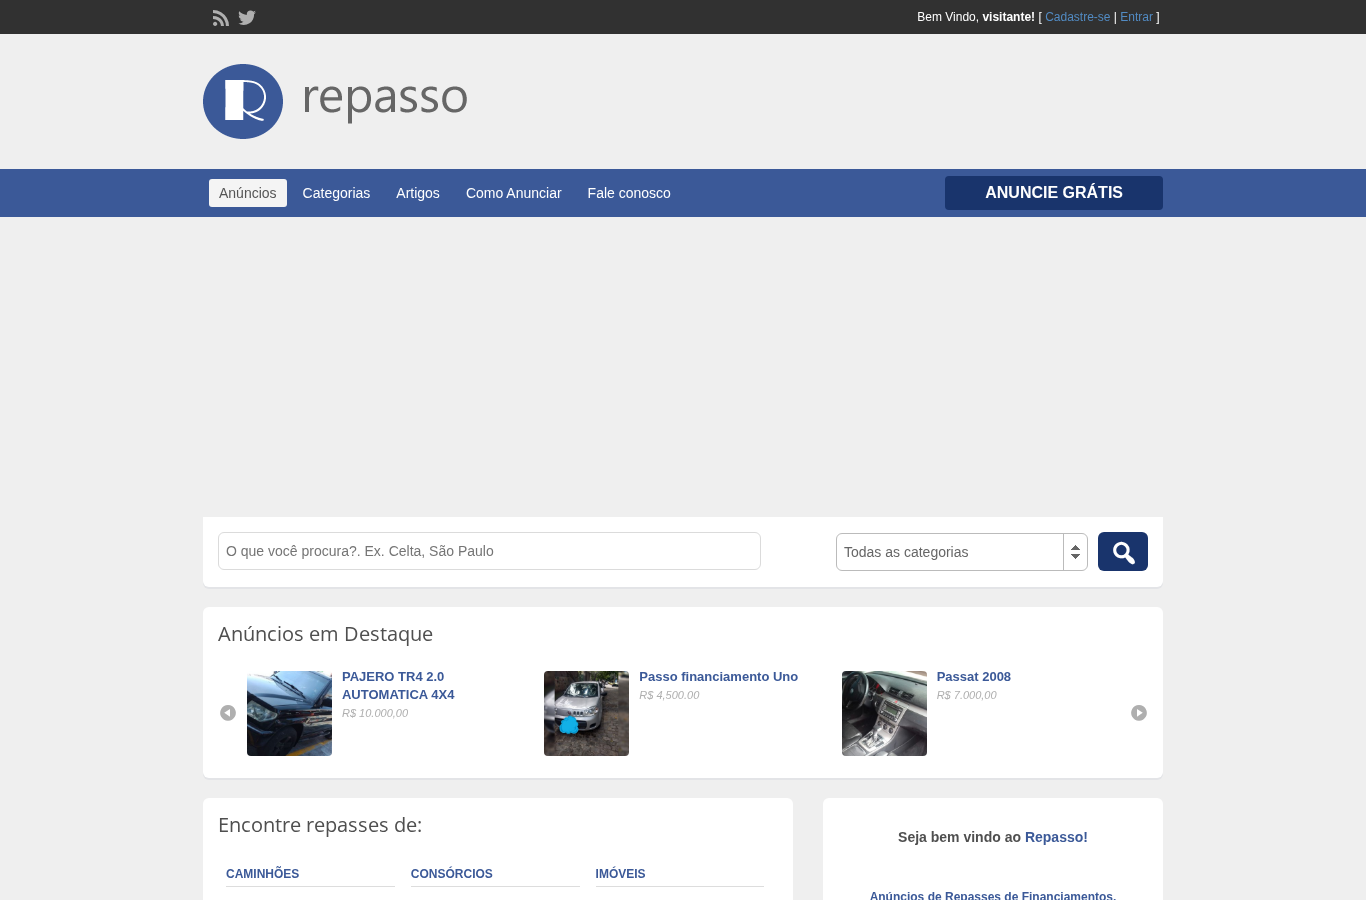 Bem Vindo, visitante! [ Cadastre-se | Entrar ]
R repasso
Anúncios Categorias Artigos Como Anunciar Fale conosco ANUNCIE GRÁTIS
O que você procura?. Ex. Celta, São Paulo Todas as categorias
Anúncios em Destaque
PAJERO TR4 2.0
AUTOMATICA 4X4
R$ 10.000,00
Passo financiamento Uno
R$ 4,500.00
Passat 2008
R$ 7.000,00
Encontre repasses de:
CAMINHÕES CONSÓRCIOS IMÓVEIS
Seja bem vindo ao Repasso!
Anúncios de Repasses de Financiamentos,